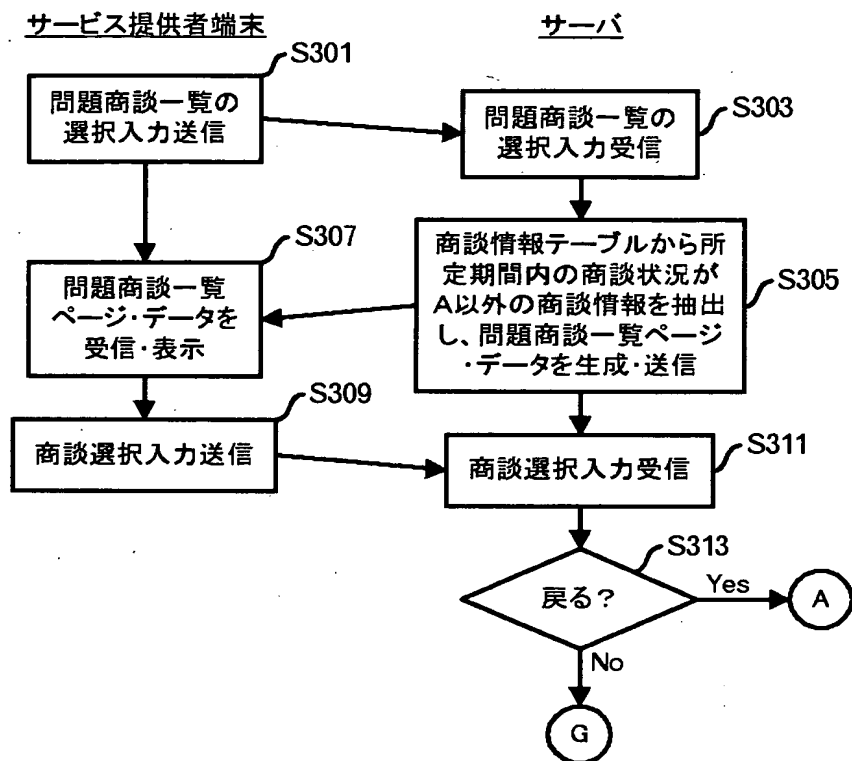 サービス提供者端末
サーバ
S301
問題商談一覧の
選択入力送信
S303
問題商談一覧の
選択入力受信
S307
問題商談一覧
ページ・データを
受信・表示
S305
商談情報テーブルから所
定期間内の商談状況が
A以外の商談情報を抽出
し、問題商談一覧ページ
・データを生成・送信
S309
商談選択入力送信
S311
商談選択入力受信
S313
戻る?
Yes
A
No
G